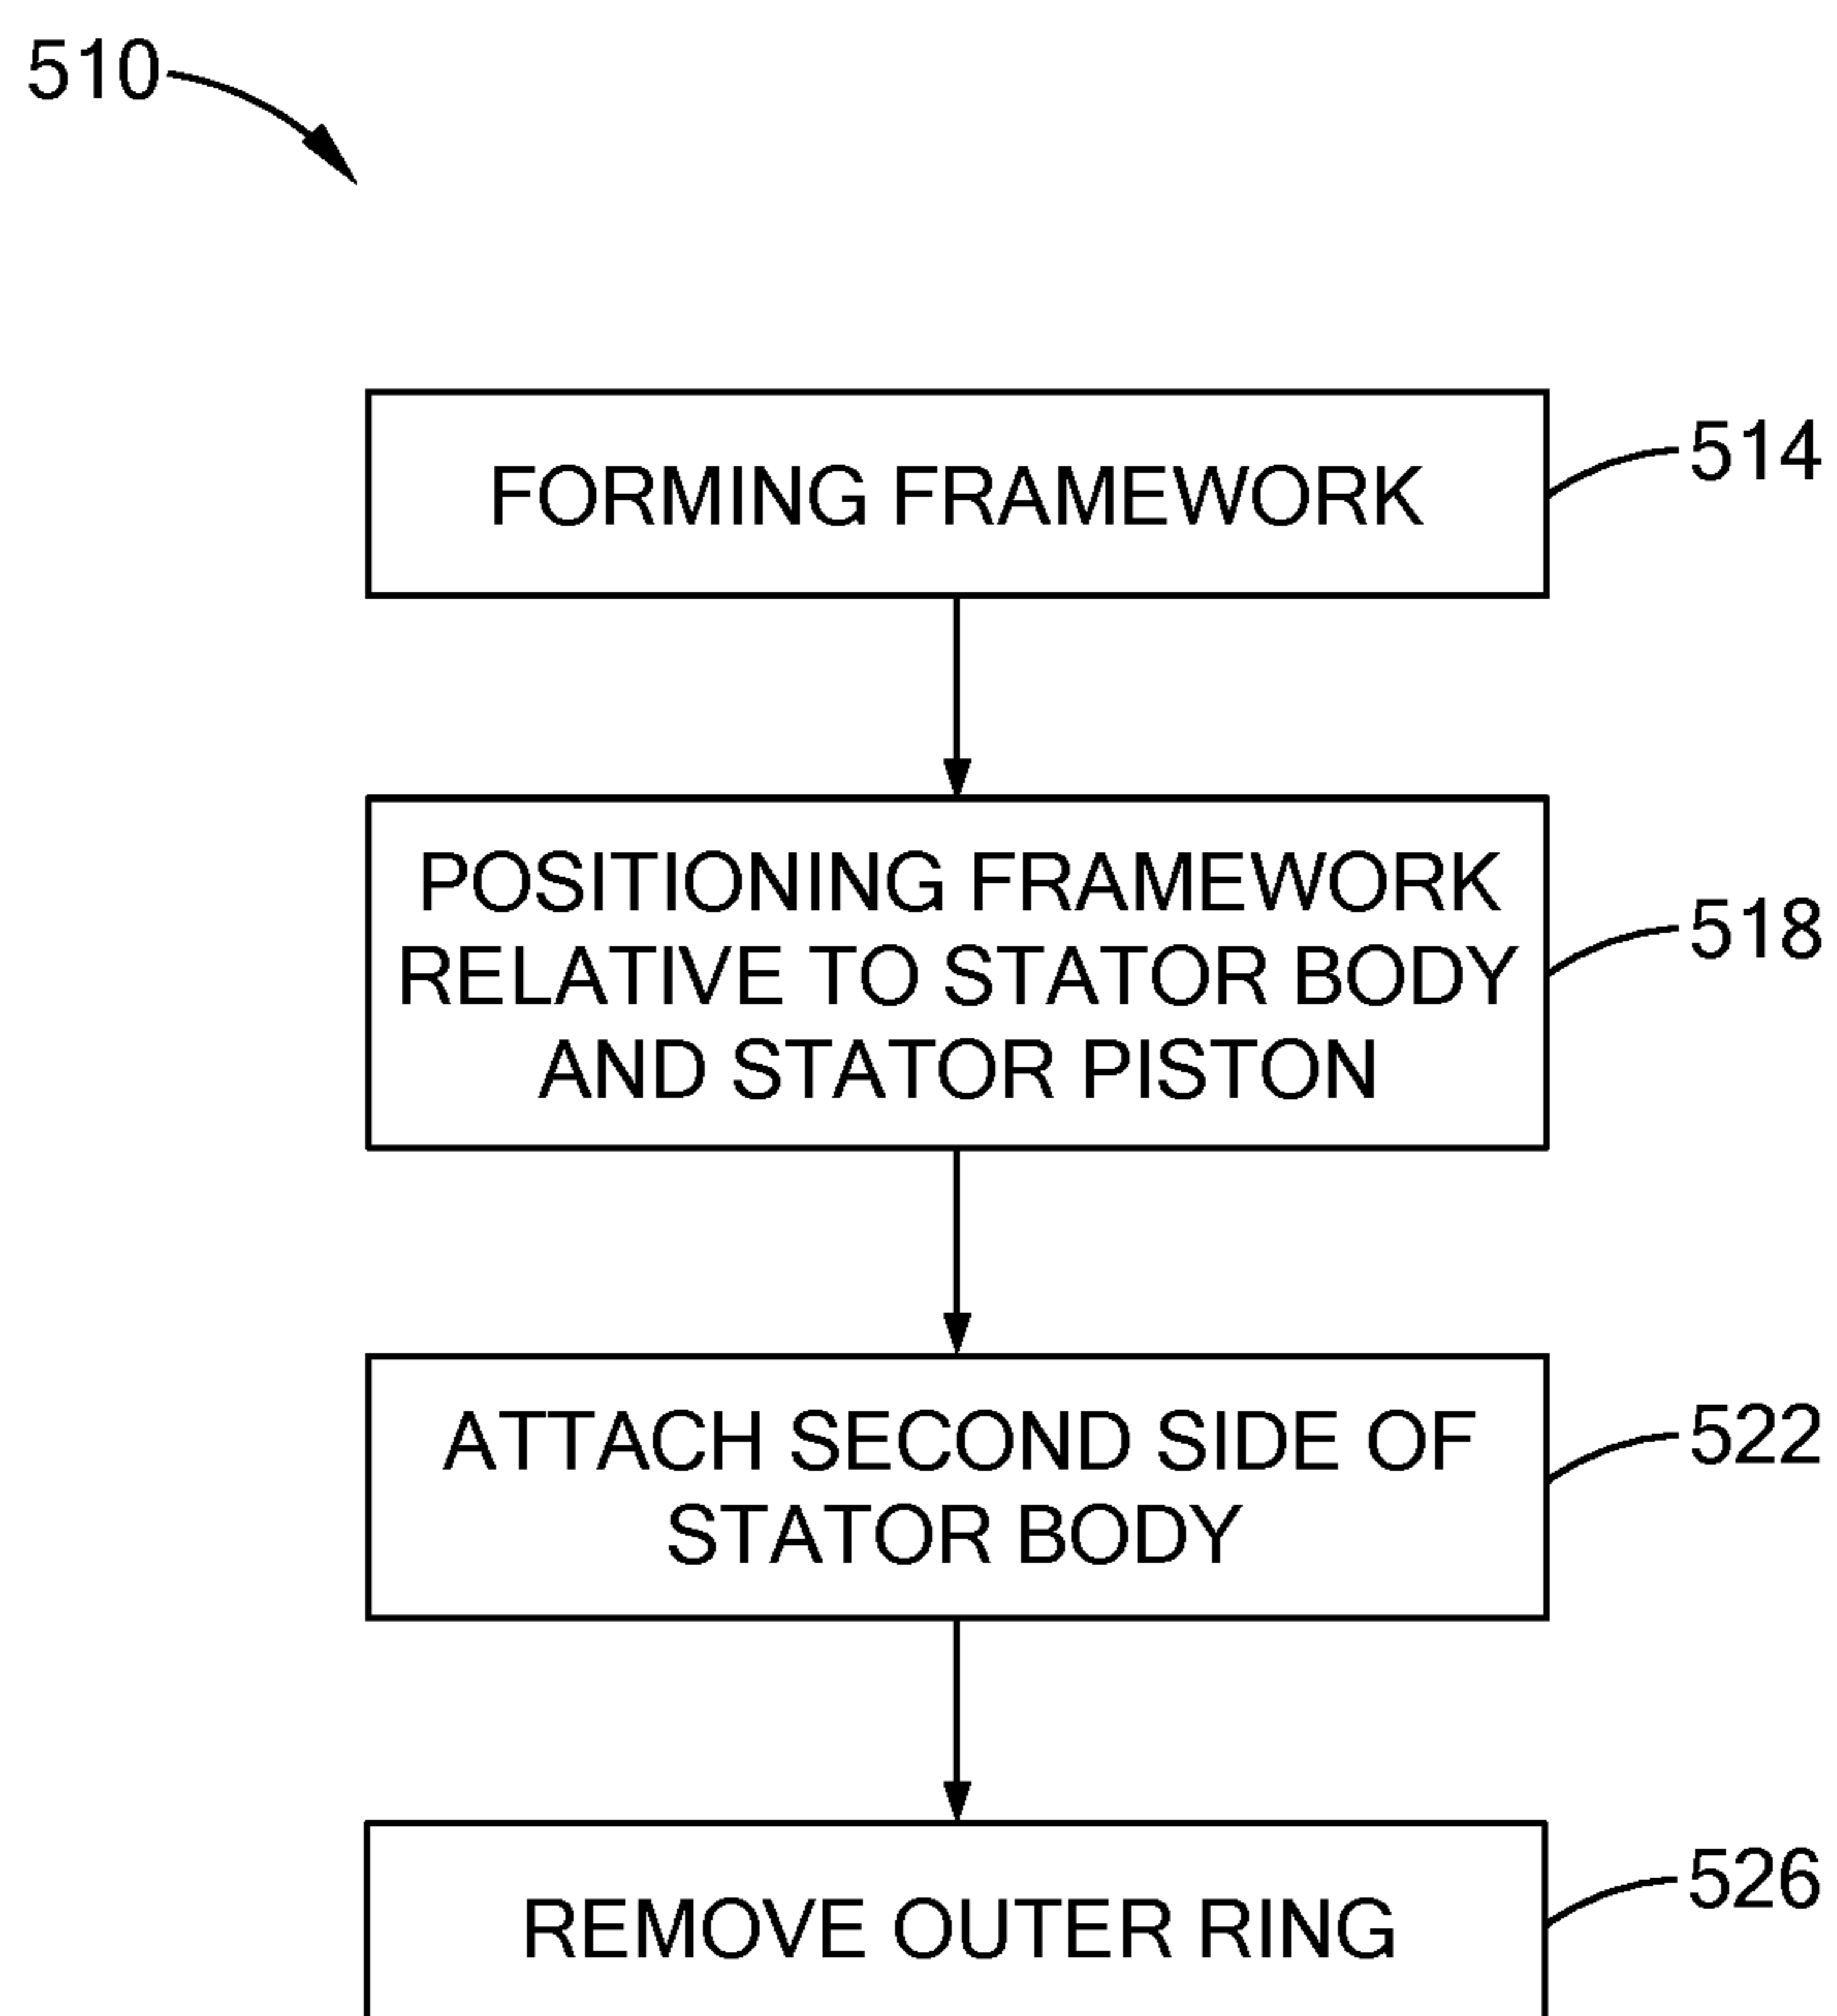 510
FORMING FRAMEWORK
514
POSITIONING FRAMEWORK
RELATIVE TO STATOR BODY
AND STATOR PISTON
518
ATTACH SECOND SIDE OF
STATOR BODY
522
REMOVE OUTER RING
526